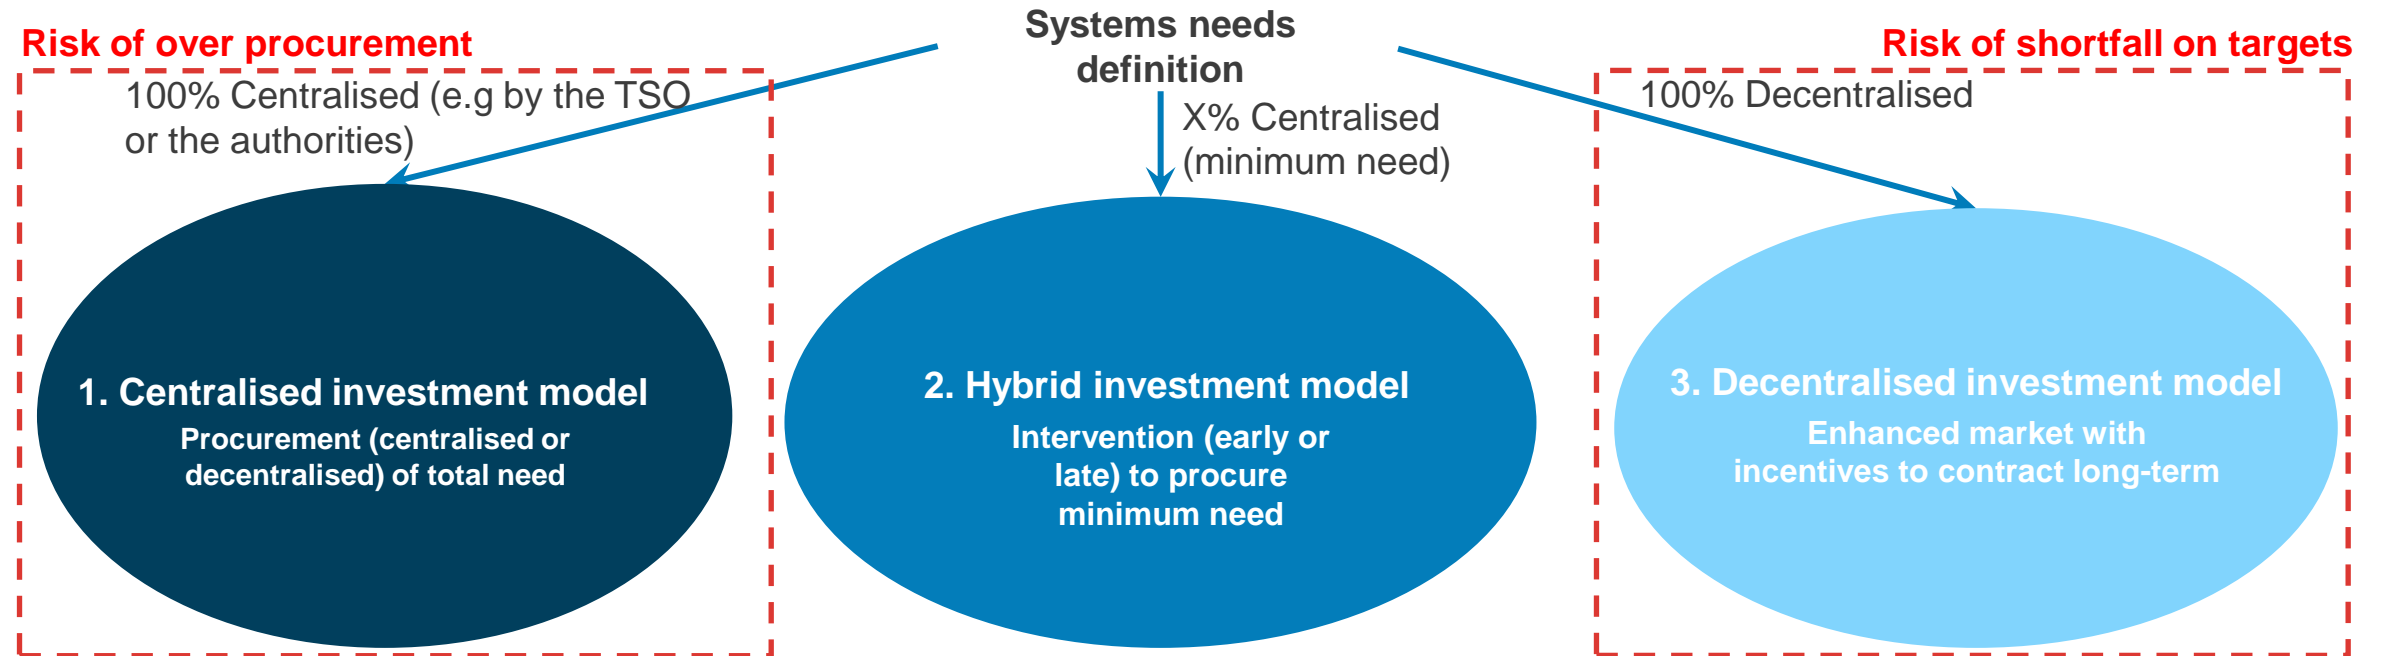 Systems needs
definition
Risk of over procurement
Risk of shortfall on targets
100% Centralised (e.g by the TSO
or the authorities)
X% Centralised
(minimum need)
100% Decentralised
1. Centralised investment model
Procurement (centralised or
decentralised) of total need
2. Hybrid investment model
Intervention (early or
late) to procure
minimum need
3. Decentralised investment model
Enhanced market with
incentives to contract long-term